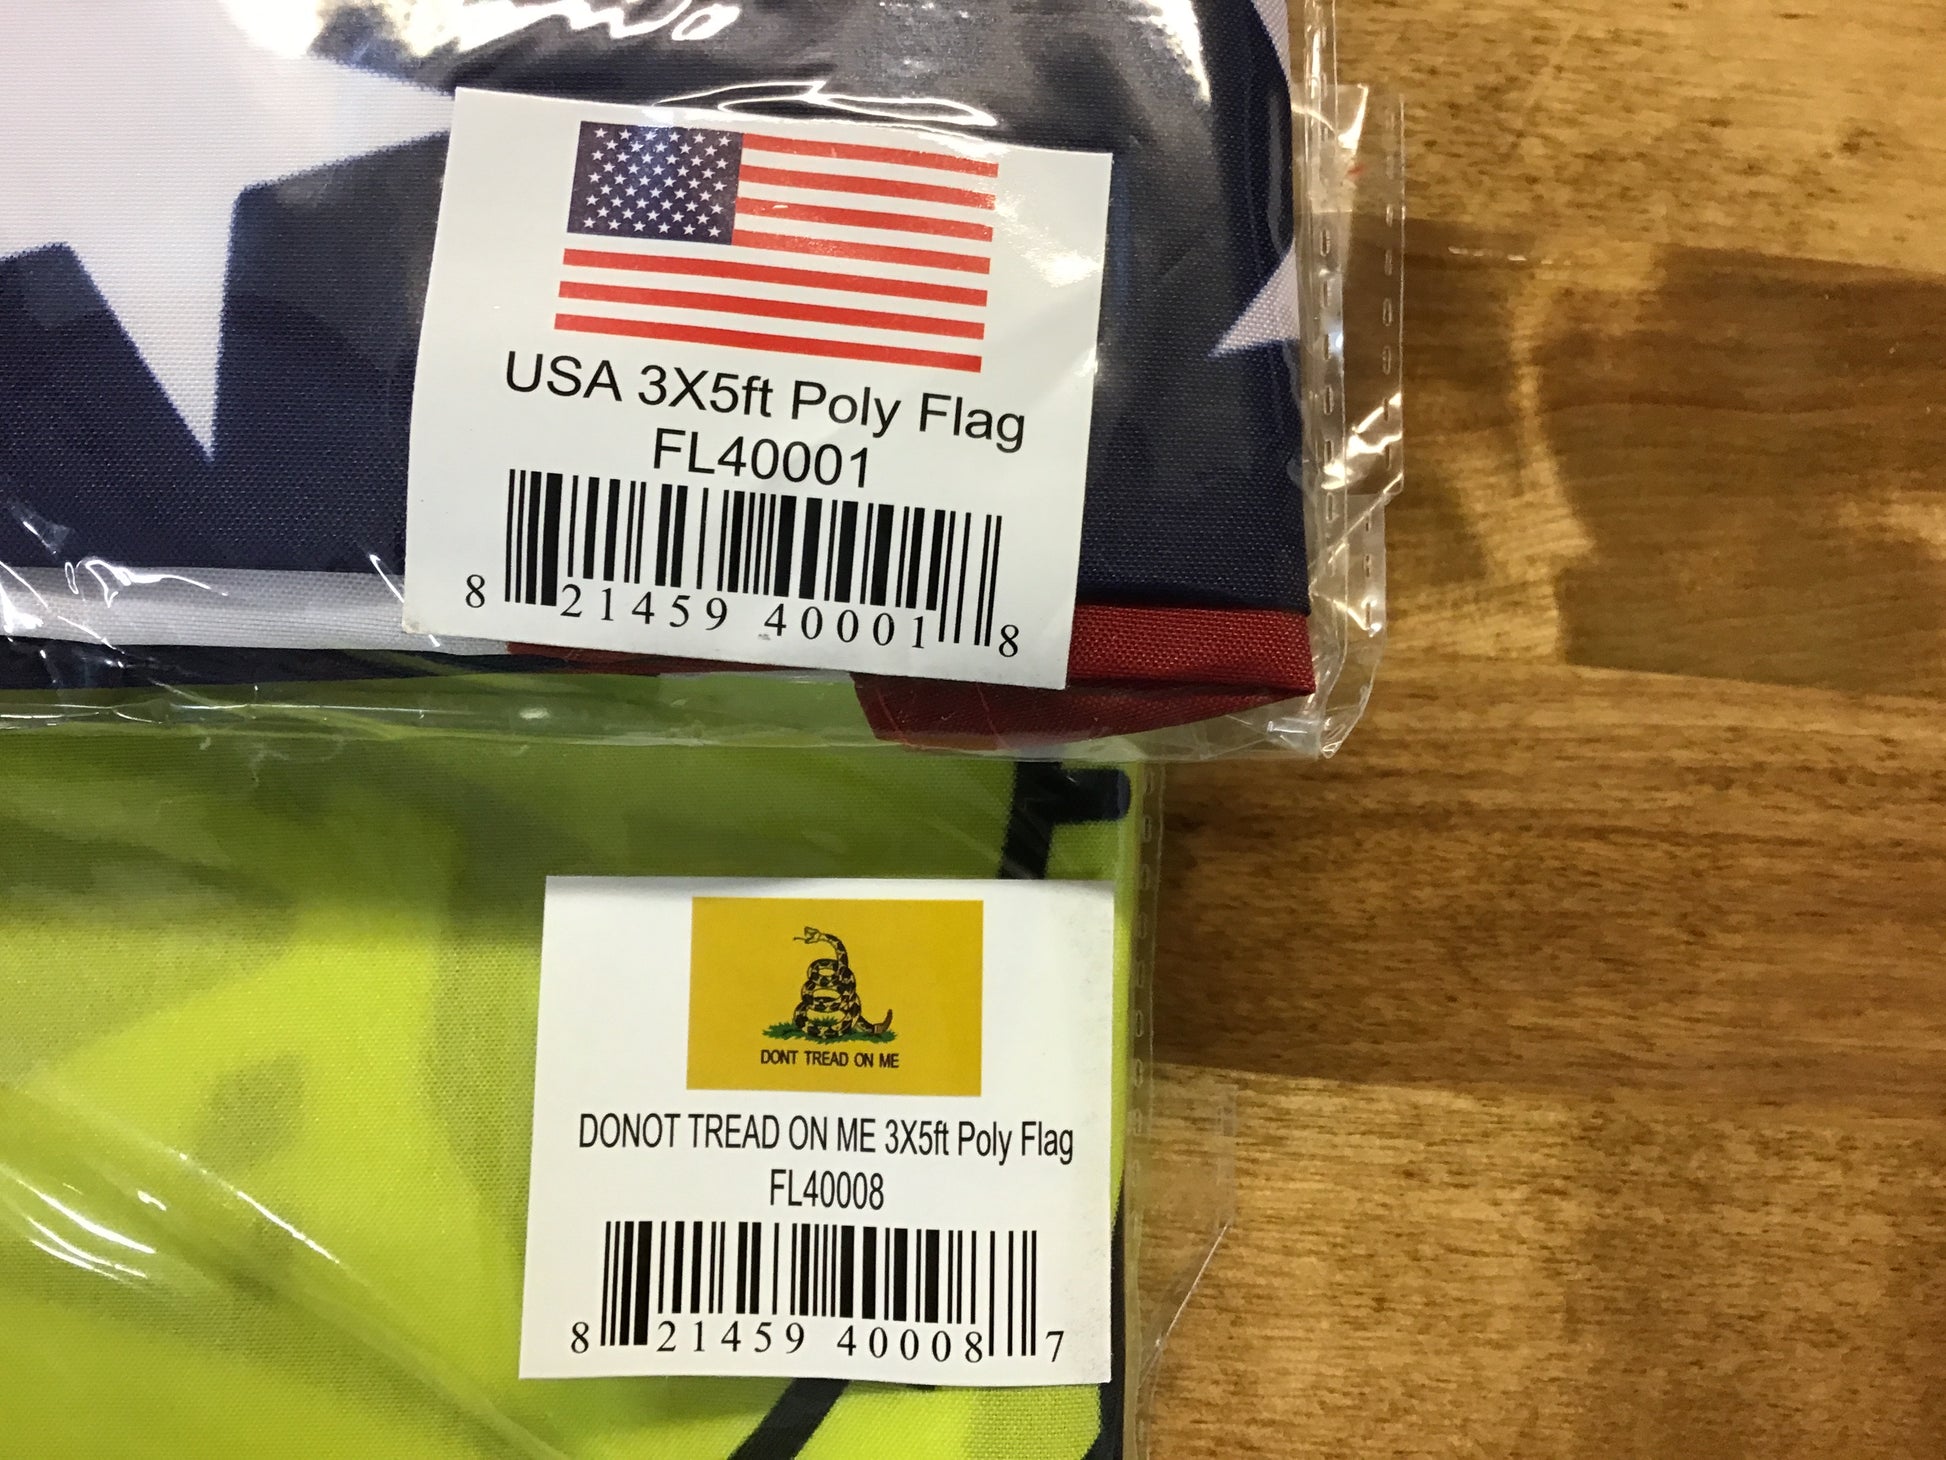 USA 3X5ft Poly Flag
FL40001
8 21459 40001 8
DONT TREAD ON ME
DONOT TREAD ON ME 3X5ft Poly Flag
FL40008
8 21459 40008 7